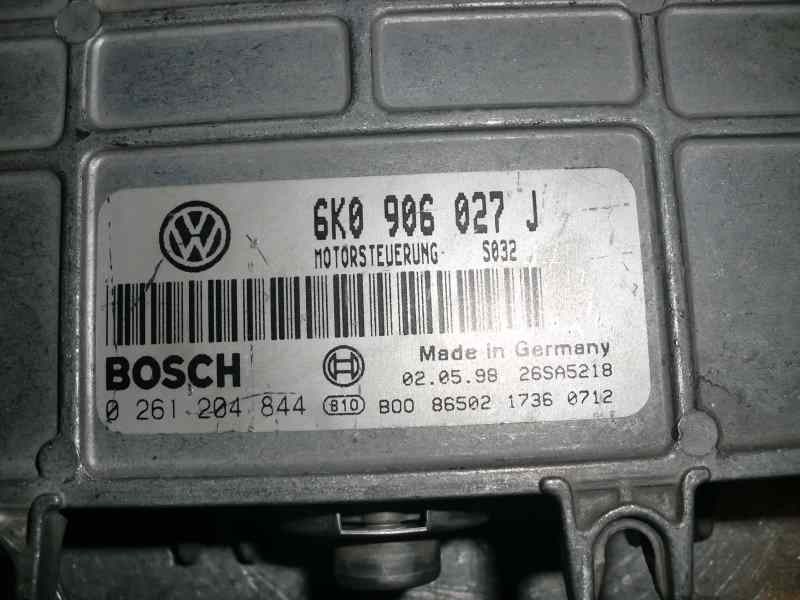 6K0 906 027 J
MOTORSTEUERUNG S032
BOSCH
Made in Germany
02.05.98 26SA5218
0 261 204 844 810 B00 86502 1736 0712